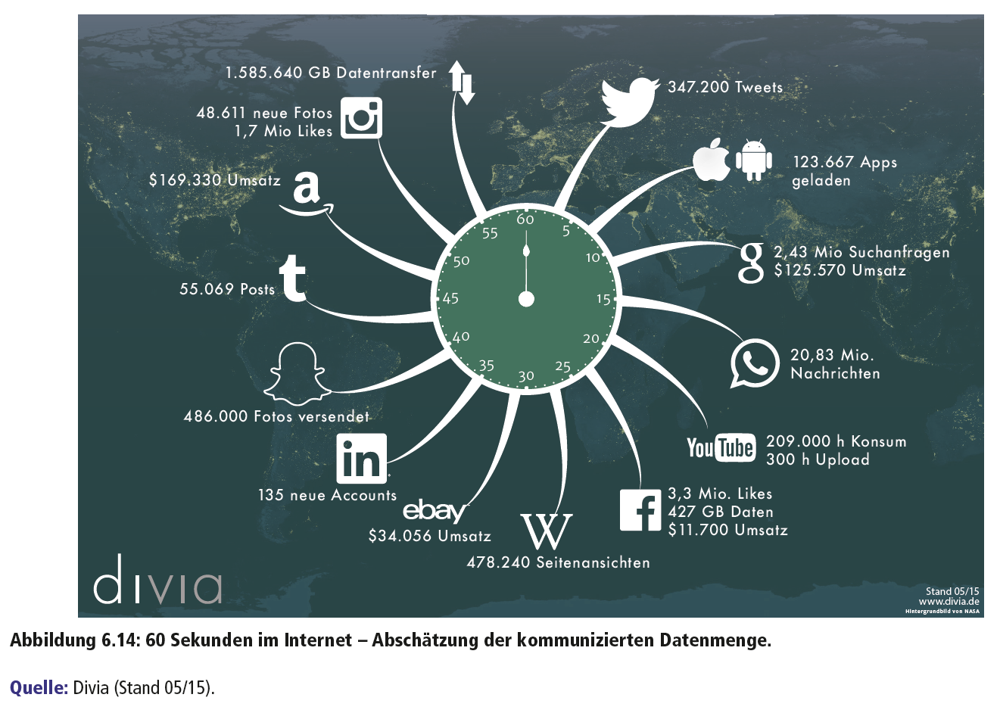 1.585.640 GB Datentransfer
347.200 Tweets
48.611 neue Fotos
1,7 Mio Likes
123.667 Apps
geladen
$169.330 Umsatz
a
2,43 Mio Suchanfragen
$125.570 Umsatz
g
55.069 Posts
t
60
5
10
15
20
25
30
35
40
45
50
55
20,83 Mio.
Nachrichten
486.000 Fotos versendet
YouTube
209.000 h Konsum
300 h Upload
in
135 neue Accounts
f
3,3 Mio. Likes
427 GB Daten
$11.700 Umsatz
ebay
$34.056 Umsatz
W
478.240 Seitenansichten
divia
Stand 05/15
www.divia.de
Hintergrundbild von NASA
Abbildung 6.14: 60 Sekunden im Internet – Abschätzung der kommunizierten Datenmenge.
Quelle: Divia (Stand 05/15).